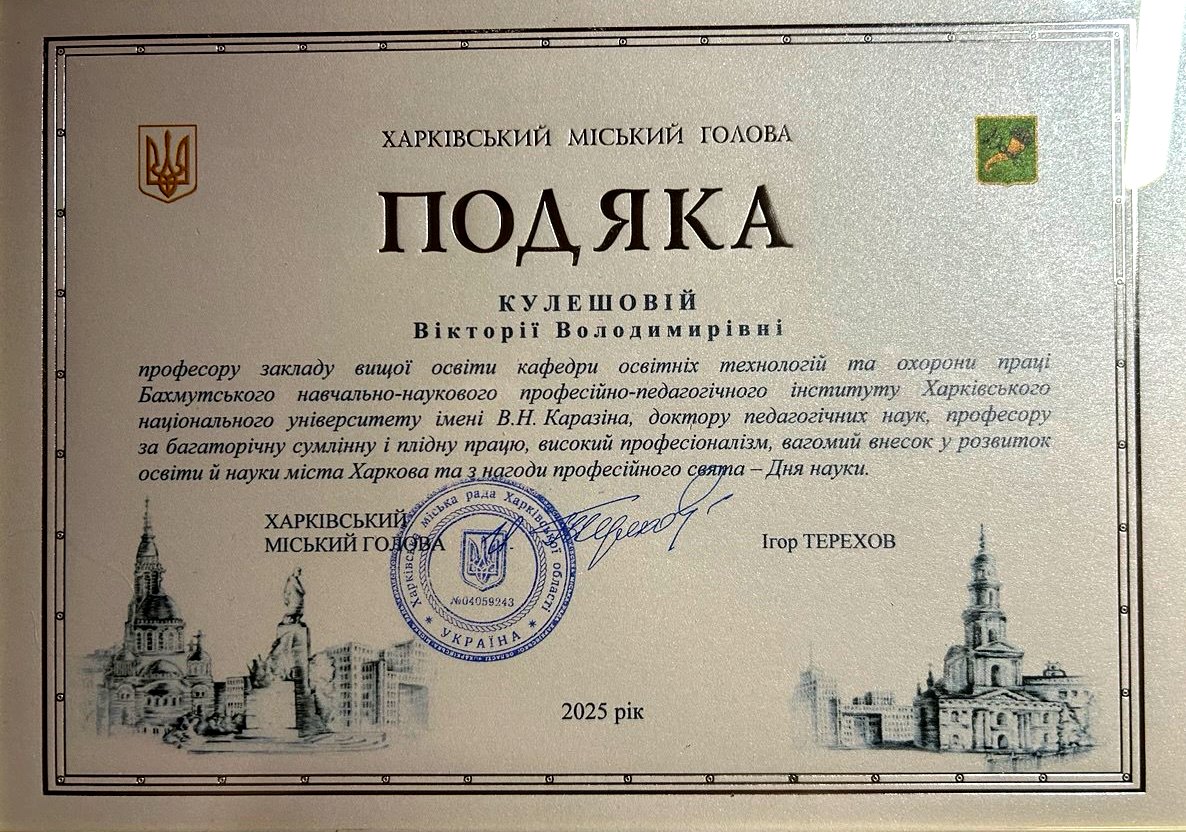 ХАРКІВСЬКИЙ МІСЬКИЙ ГОЛОВА
ПОДЯКА
КУЛЕШОВІЙ
Вікторії Володимирівні
професору закладу вищої освіти кафедри освітніх технологій та охорони праці
Бахмутського навчально-наукового професійно-педагогічного інституту Харківського
національного університету імені В.Н. Каразіна, доктору педагогічних наук, професору
за багаторічну сумлінну і плідну працю, високий професіоналізм, вагомий внесок у розвиток
освіти й науки міста Харкова та з нагоди професійного свята – Дня науки.
ХАРКІВСЬКИЙ
МІСЬКИЙ ГОЛОВА
Ігор ТЕРЕХОВ
Харківська міська рада Харківської області
№04059243
* УКРАЇНА *
2025 рік